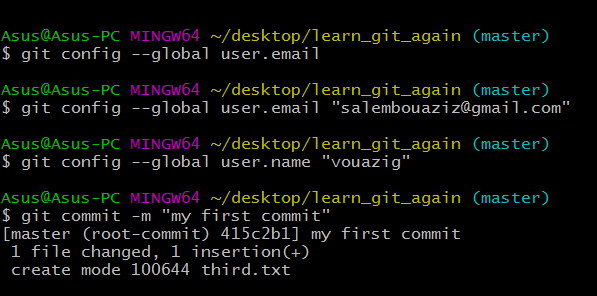 Asus@Asus-PC MINGW64 ~/desktop/learn_git_again (master)
$ git config --global user.email
Asus@Asus-PC MINGW64 ~/desktop/learn_git_again (master)
$ git config --global user.email "salembouaziz@gmail.com"
Asus@Asus-PC MINGW64 ~/desktop/learn_git_again (master)
$ git config --global user.name "vouazig"
Asus@Asus-PC MINGW64 ~/desktop/learn_git_again (master)
$ git commit -m "my first commit"
[master (root-commit) 415c2b1] my first commit
 1 file changed, 1 insertion(+)
 create mode 100644 third.txt